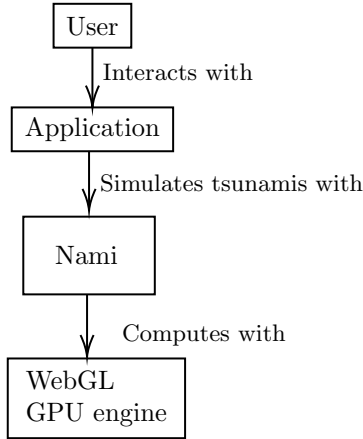 User
Interacts with
Application
Simulates tsunamis with
Nami
Computes with
WebGL
GPU engine